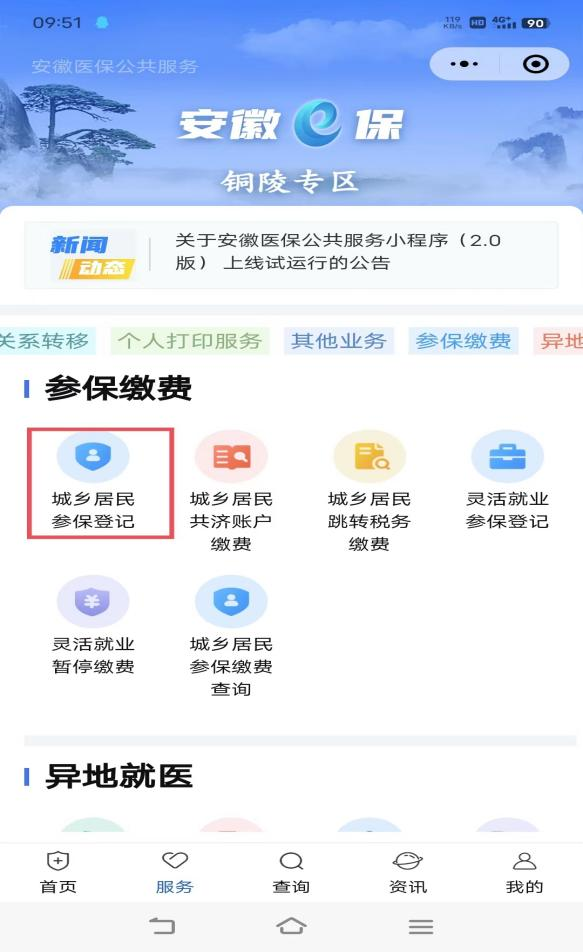 09:51
119
KB/s
HD
4G+
90
安徽医保公共服务
安徽e保
铜陵专区
新闻
动态
关于安徽医保公共服务小程序（2.0
版） 上线试运行的公告
关系转移
个人打印服务
其他业务
参保缴费
异地
参保缴费
城乡居民
参保登记
城乡居民
共济账户
缴费
城乡居民
跳转税务
缴费
灵活就业
参保登记
灵活就业
暂停缴费
城乡居民
参保缴费
查询
异地就医
首页
服务
查询
资讯
我的